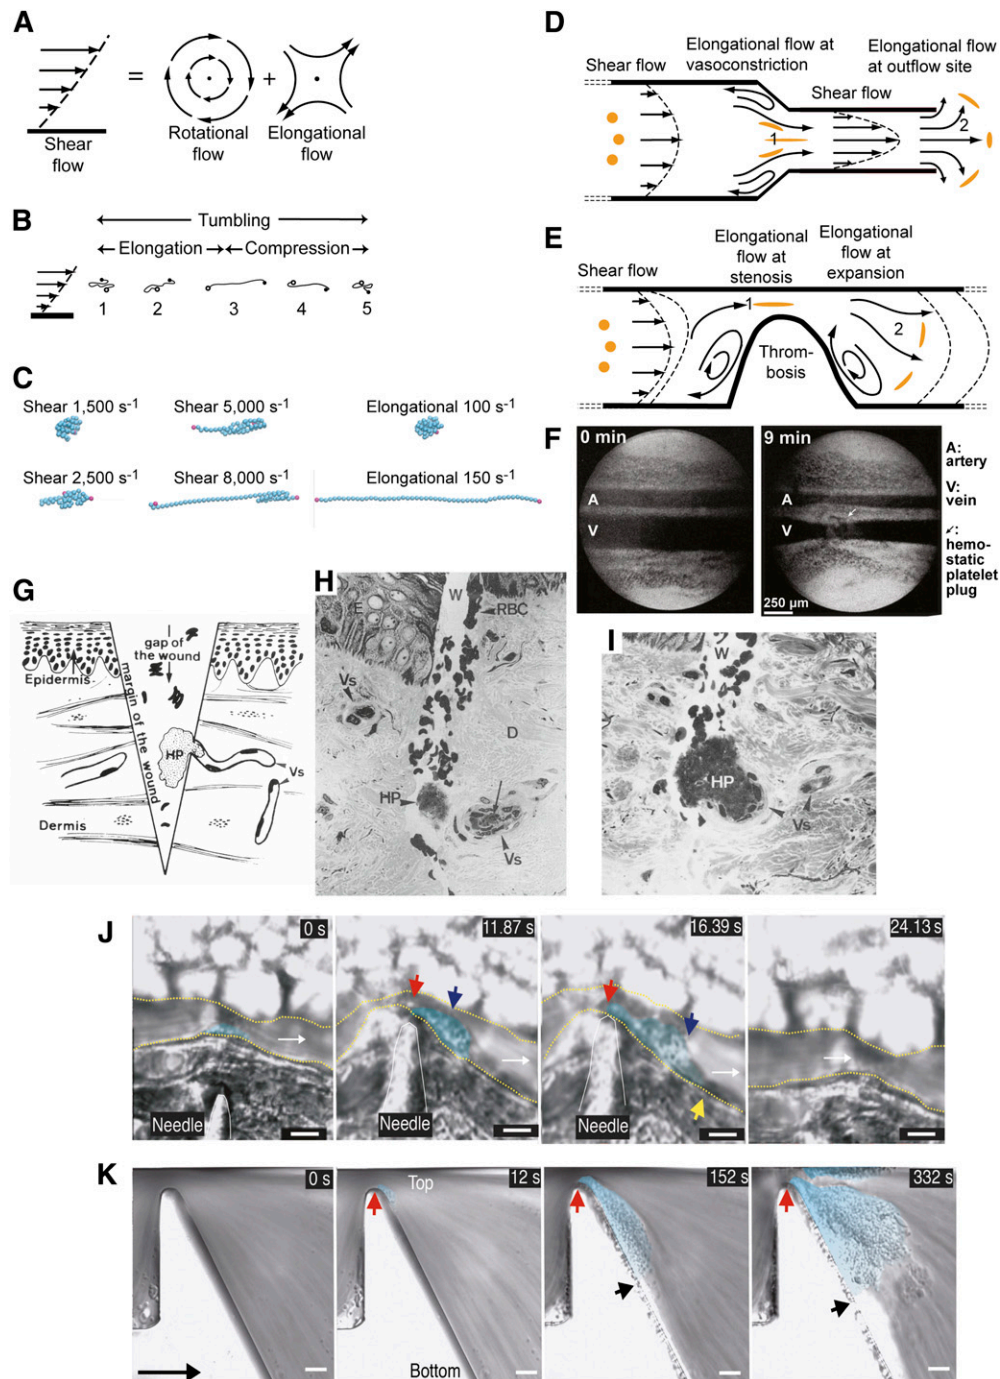 A
=
+
Shear
flow
Rotational
flow
Elongational
flow
B
Tumbling
Elongation
Compression
1
2
3
4
5
C
Shear 1,500 s-1
Shear 5,000 s-1
Elongational 100 s-1
Shear 2,500 s-1
Shear 8,000 s-1
Elongational 150 s-1
D
Shear flow
Elongational flow at
vasoconstriction
Shear flow
Elongational flow
at outflow site
1
2
E
Shear flow
Elongational
flow at
stenosis
Elongational
flow at
expansion
1
2
Throm-
bosis
F
0 min
A
V
9 min
A
V
250 µm
A:
artery
V:
vein
:
hemo-
static
platelet
plug
G
gap of
the wound
Epidermis
margin of the wound
HP
Vs
Dermis
H
E
W
RBC
Vs
D
HP
Vs
I
W
HP
Vs
J
0 s
Needle
11.87 s
Needle
16.39 s
Needle
24.13 s
K
0 s
12 s
Top
Bottom
152 s
332 s